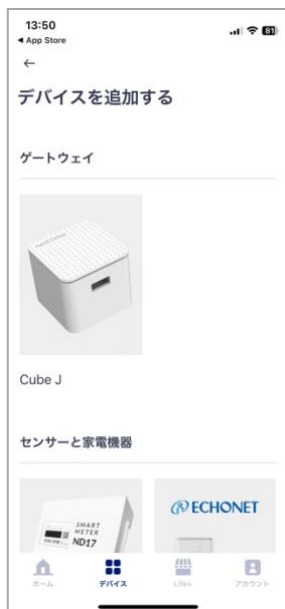 13:50
81
◀ App Store
←
デバイスを追加する
ゲートウェイ
Cube J
センサーと家電機器
SMART
METER
ND17
ECHONET
ホーム
デバイス
Life+
アカウント